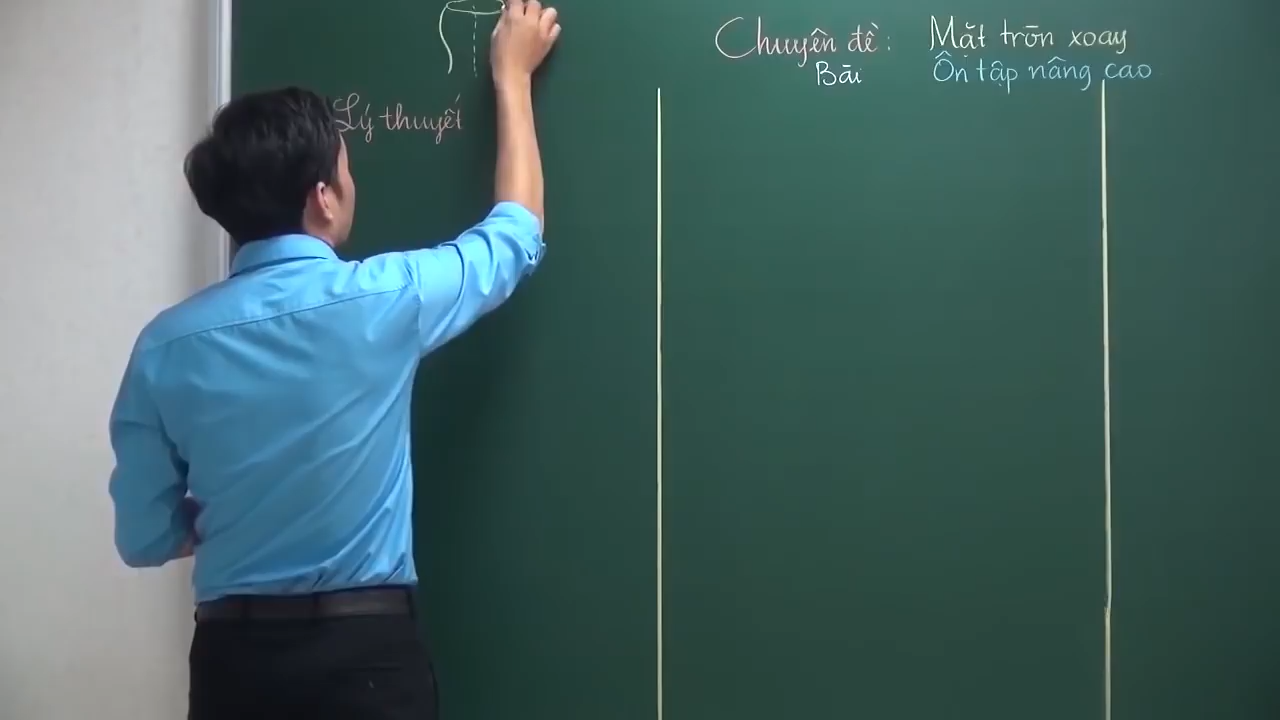 Chuyên đề: Mặt tròn xoay
Bài Ôn tập nâng cao
Lý thuyết